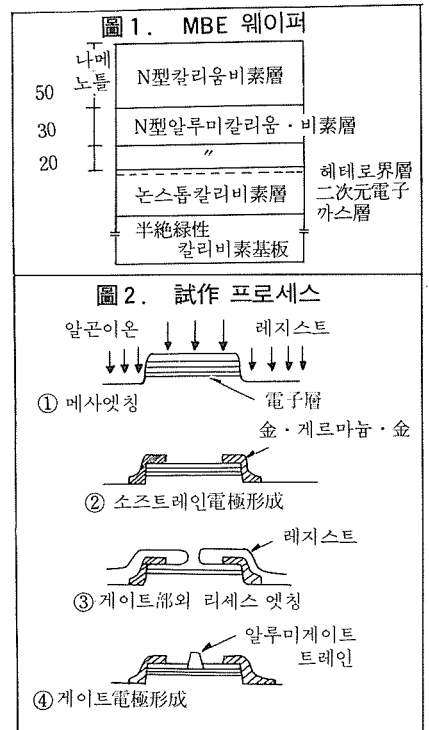 圖1. MBE 웨이퍼
나메
노틀
50
N型칼리움비素層
30
N型알루미칼리움·비素層
20
〃
헤테로界層
논스톱칼리비素層
二次元電子
까스層
半絶緑性
칼리비素基板
圖2. 試作 프로세스
알곤이온
레지스트
① 메사엣칭
電子層
金·게르마늄·金
② 소즈트레인電極形成
레지스트
③ 게이트部외 리세스 엣칭
알루미게이트
트레인
④ 게이트電極形成